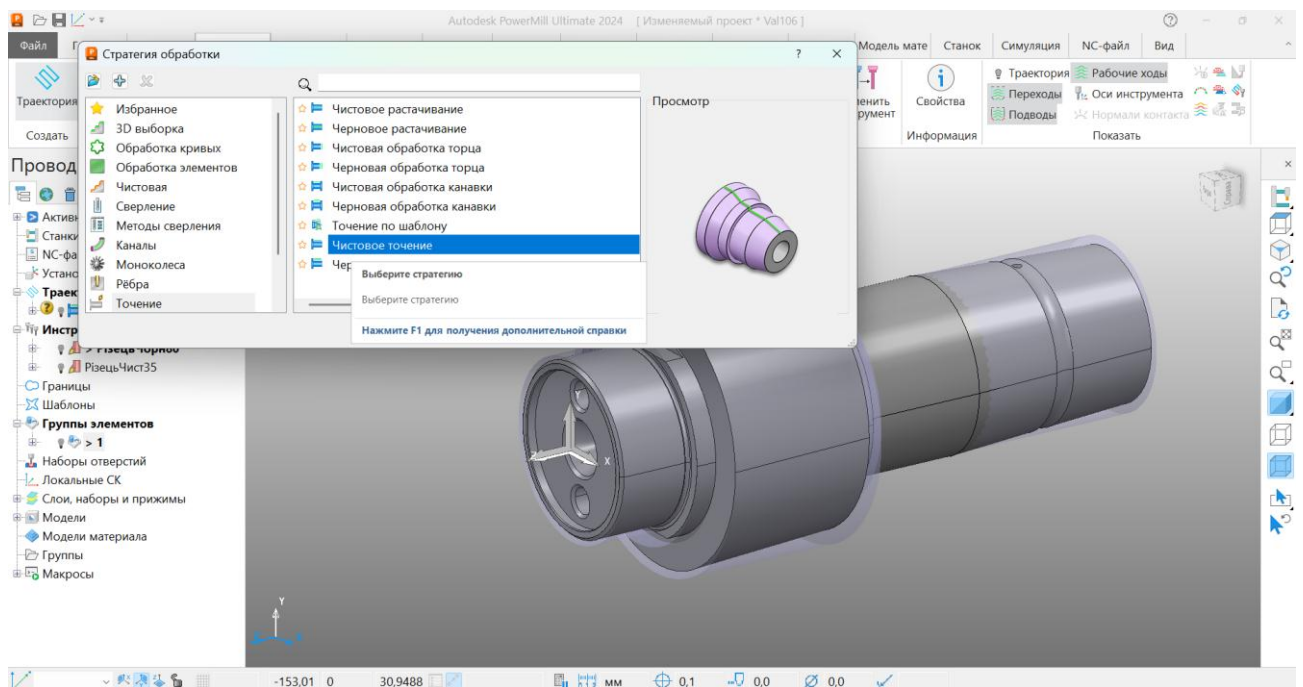 Autodesk PowerMill Ultimate 2024 [ Изменяемый проект * Val106 ]
Файл
Модель мате Станок Симуляция NC-файл Вид
Стратегия обработки
Траектория
Создать
Свойства
Информация
Траектория Рабочие ходы
Переходы Оси инструмента
Подводы Нормали контакта
Показать
Избранное
3D выборка
Обработка кривых
Обработка элементов
Чистовая
Сверление
Методы сверления
Каналы
Моноколеса
Рёбра
Точение
Чистовое растачивание
Черновое растачивание
Чистовая обработка торца
Черновая обработка торца
Чистовая обработка канавки
Черновая обработка канавки
Точение по шаблону
Чистовое точение
Чер
Просмотр
Выберите стратегию
Выберите стратегию
Нажмите F1 для получения дополнительной справки
Провод
Актив
Станки
NC-фа
Устано
Траек
Инстр
РізецьЧист35
Границы
Шаблоны
Группы элементов
> 1
Наборы отверстий
Локальные СК
Слои, наборы и прижимы
Модели
Модели материала
Группы
Макросы
X
Y
-153,01 0 30,9488 мм 0,1 0,0 0,0